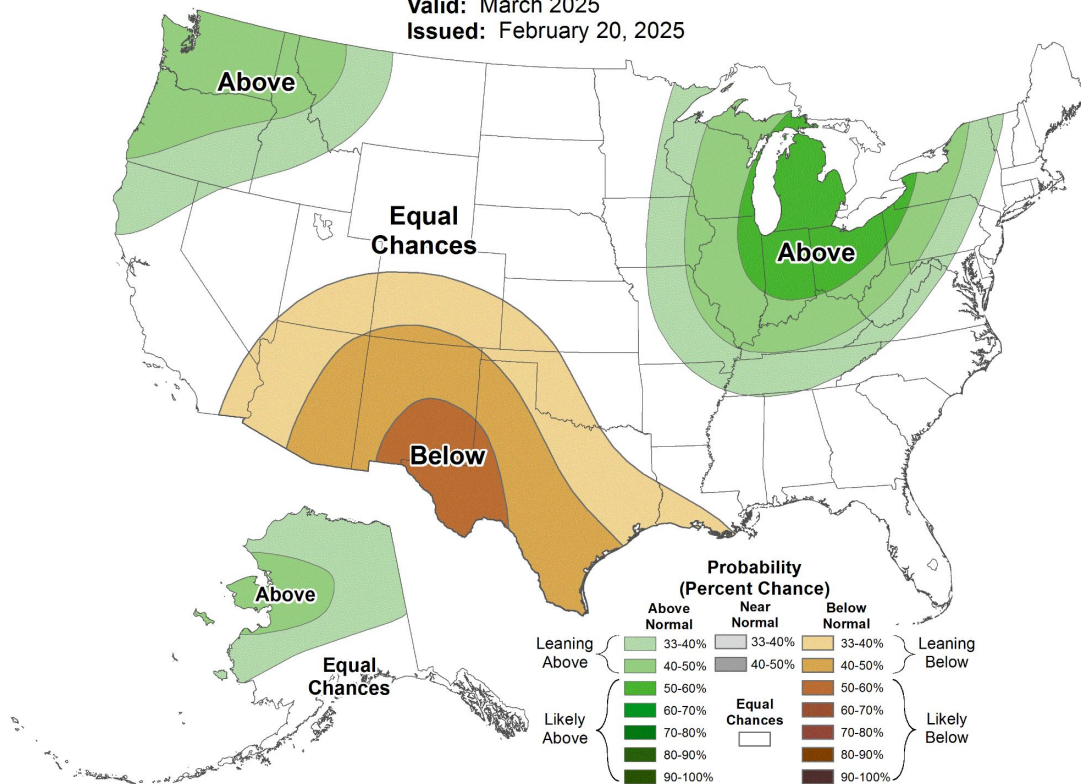 Valid: March 2025
Issued: February 20, 2025
Above
Equal
Chances
Above
Below
Above
Equal
Chances
Probability
(Percent Chance)
Above
Normal
Near
Normal
Below
Normal
Leaning
Above
33-40%
33-40%
33-40%
Leaning
Below
40-50%
40-50%
40-50%
Likely
Above
50-60%
50-60%
Likely
Below
60-70%
60-70%
Equal
Chances
70-80%
70-80%
80-90%
80-90%
90-100%
90-100%